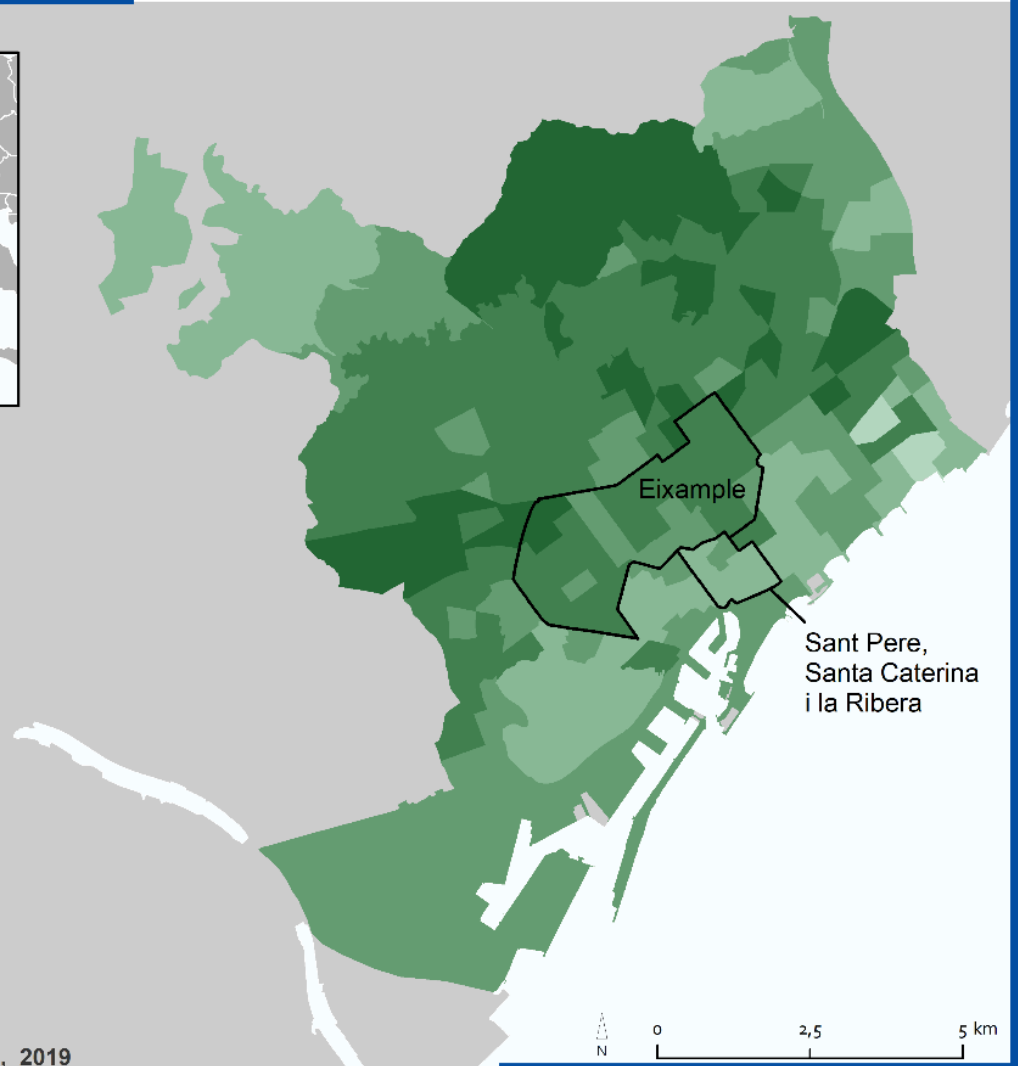 Eixample
Sant Pere,
Santa Caterina
i la Ribera
0 2,5 5 km
N
, 2019